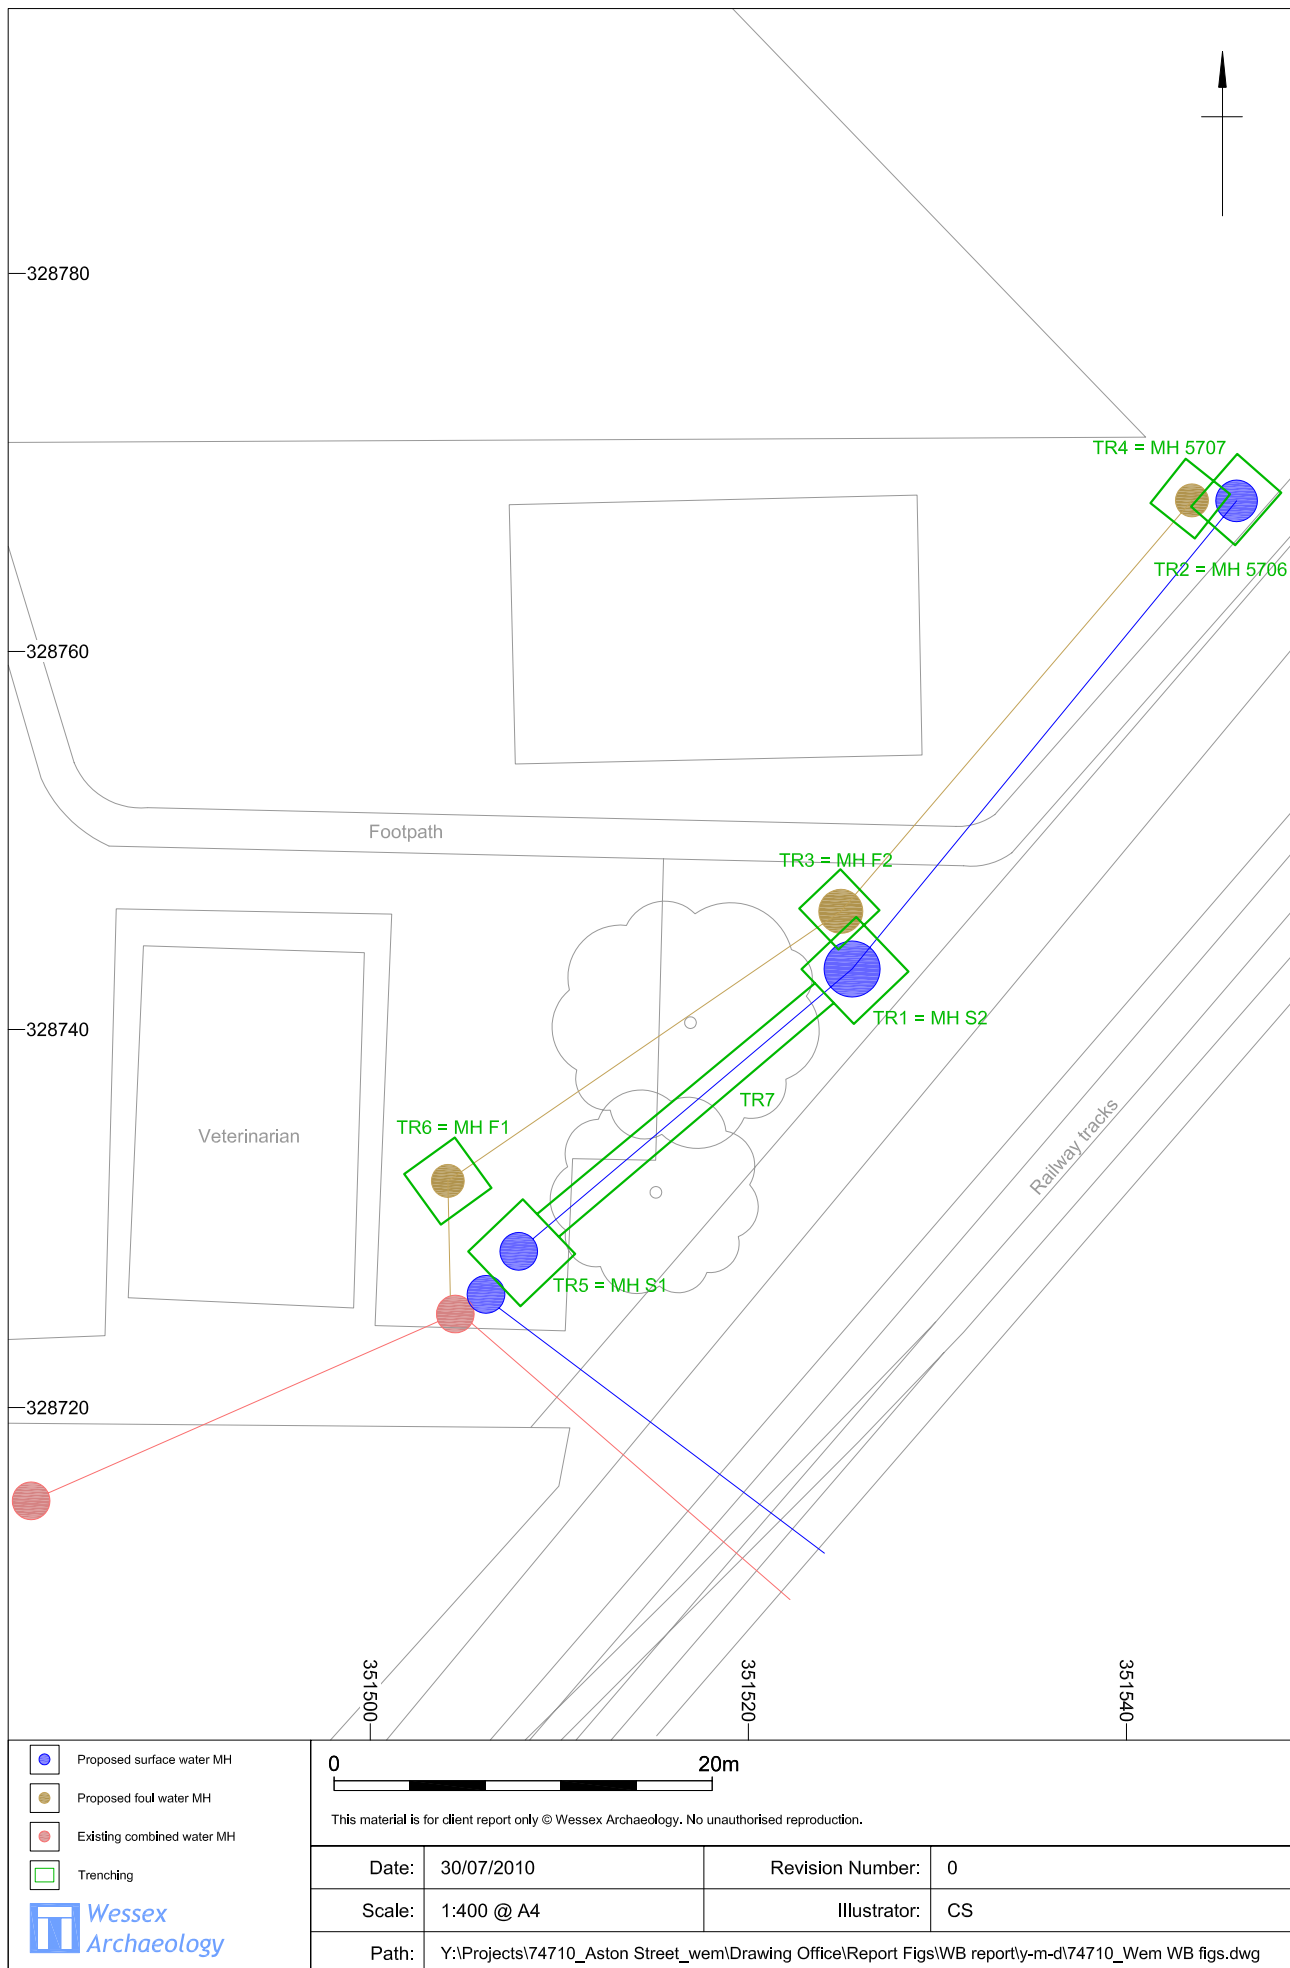 328780
TR4 = MH 5707
TR2 = MH 5706
328760
Footpath
TR3 = MH F2
TR1 = MH S2
328740
TR7
Railway tracks
TR6 = MH F1
Veterinarian
TR5 = MH S1
328720
351500
351520
351540
Proposed surface water MH
Proposed foul water MH
Existing combined water MH
Trenching
Wessex
Archaeology
0 20m
This material is for client report only © Wessex Archaeology. No unauthorised reproduction.
Date: 30/07/2010 Revision Number: 0
Scale: 1:400 @ A4 Illustrator: CS
Path: Y:\Projects\74710_Aston Street_wem\Drawing Office\Report Figs\WB report\y-m-d\74710_Wem WB figs.dwg